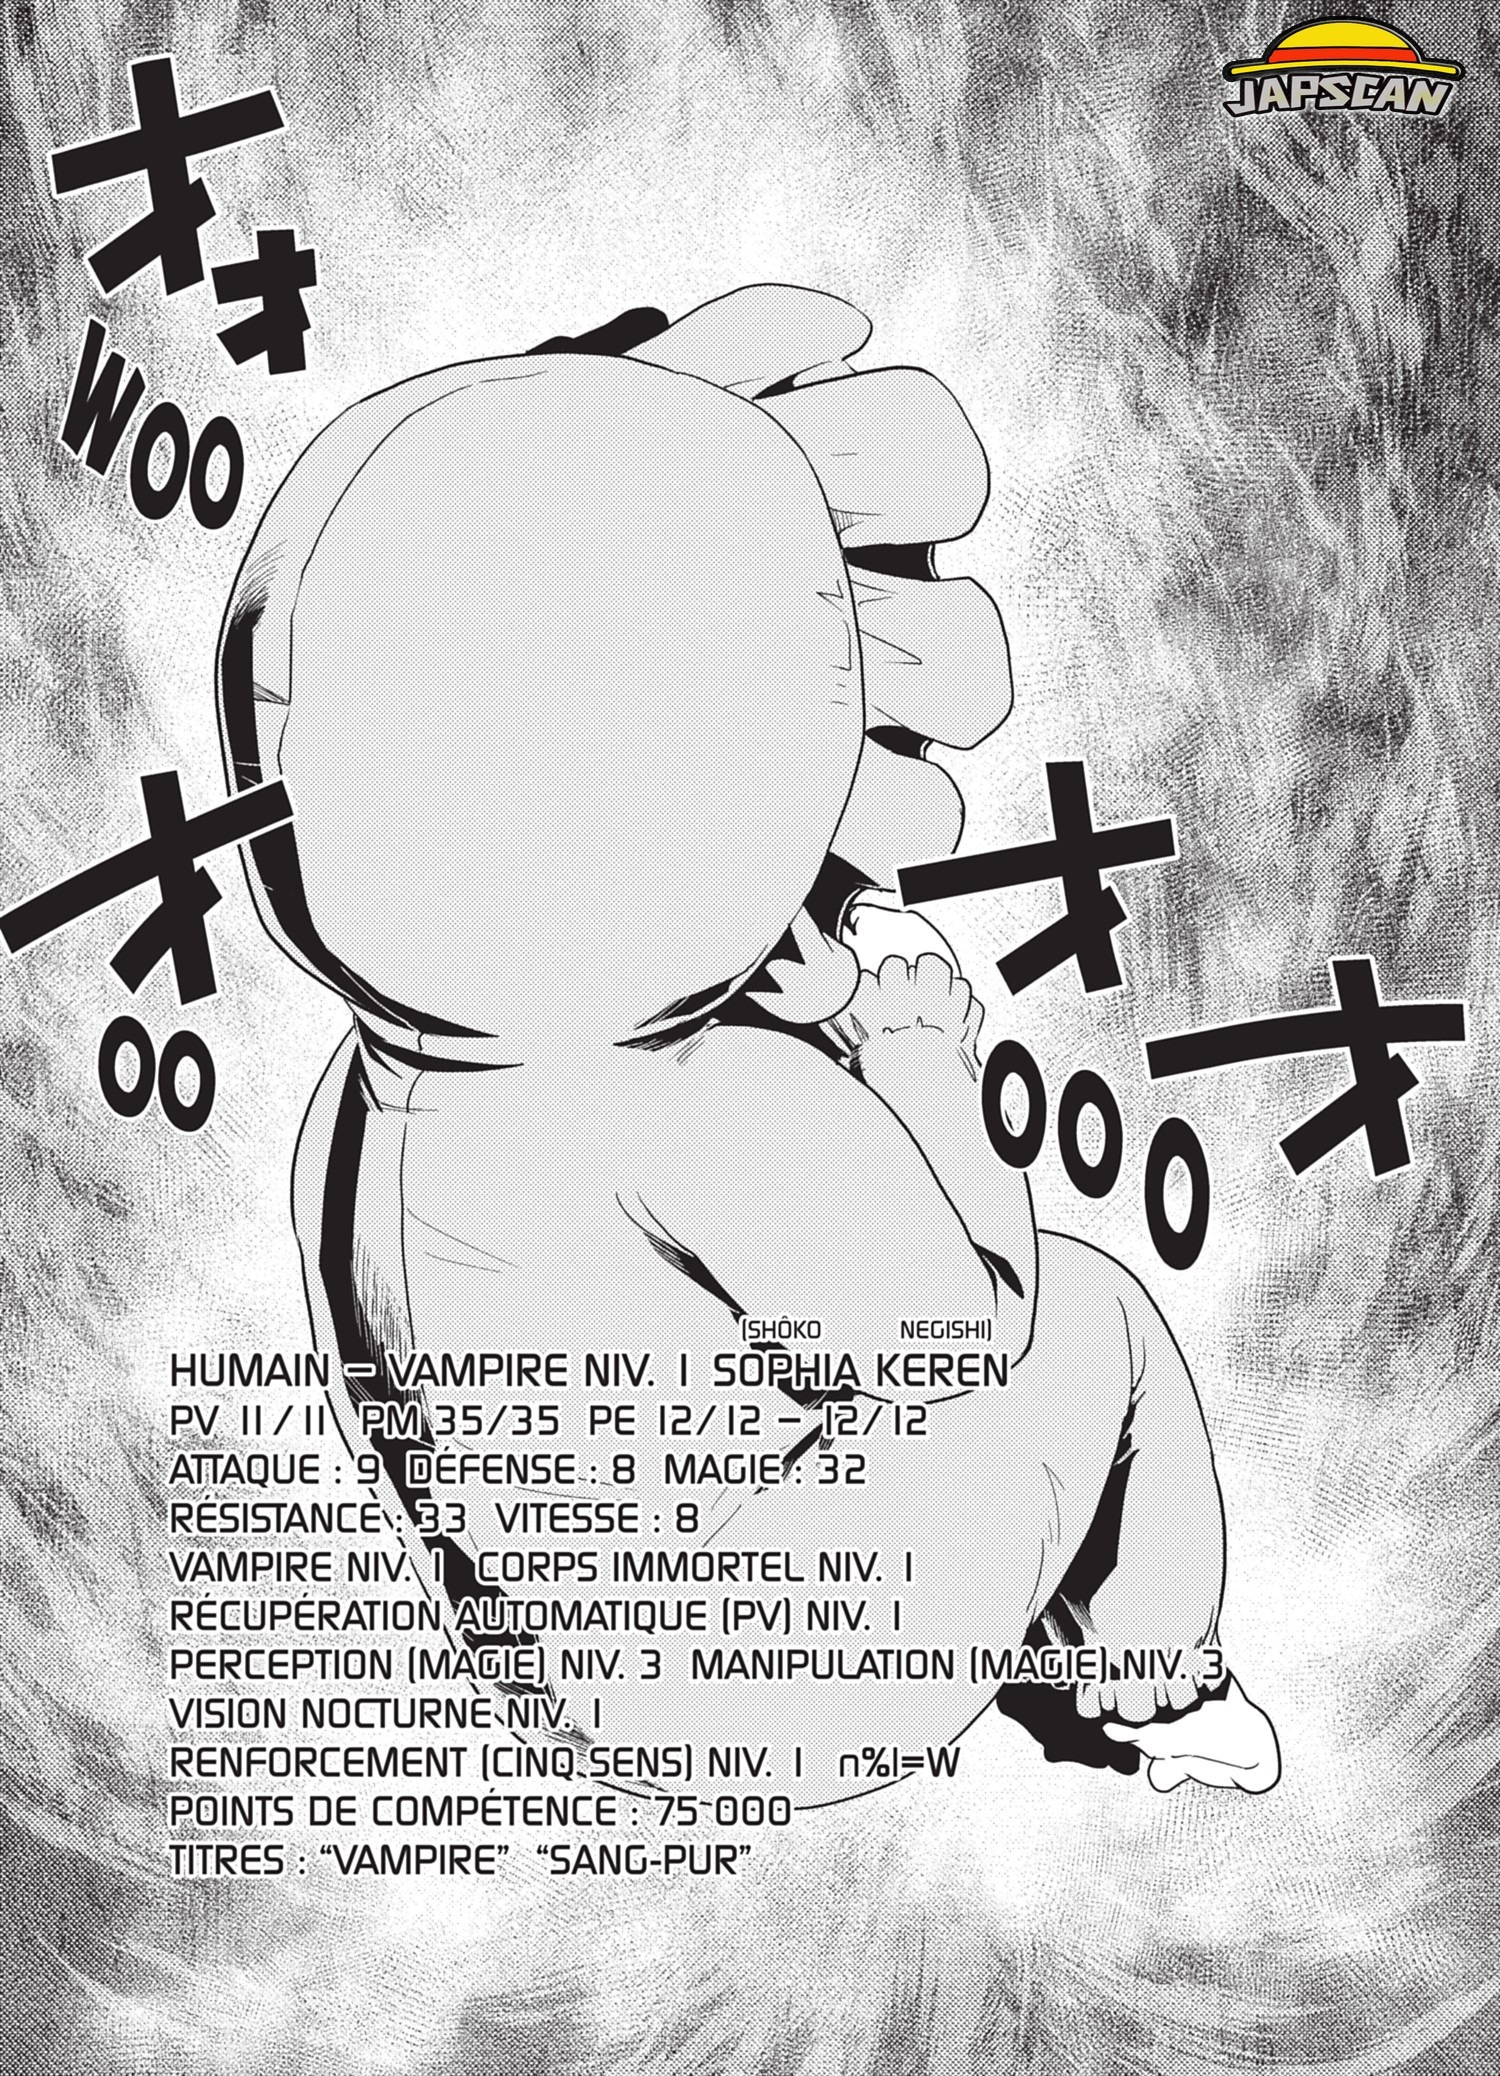 JAPSCAN
オオ
WOO
オ
オ
オ
OO
OOO
(SHÔKO NEGISHI)
HUMAIN – VAMPIRE NIV. 1 SOPHIA KEREN
PV 11/11 PM 35/35 PE 12/12 – 12/12
ATTAQUE : 9 DÉFENSE : 8 MAGIE : 32
RÉSISTANCE : 33 VITESSE : 8
VAMPIRE NIV. 1 CORPS IMMORTEL NIV. 1
RÉCUPÉRATION AUTOMATIQUE (PV) NIV. 1
PERCEPTION (MAGIE) NIV. 3 MANIPULATION (MAGIE) NIV. 3
VISION NOCTURNE NIV. 1
RENFORCEMENT (CINQ SENS) NIV. 1 n%I=W
POINTS DE COMPÉTENCE : 75 000
TITRES : “VAMPIRE” “SANG-PUR”